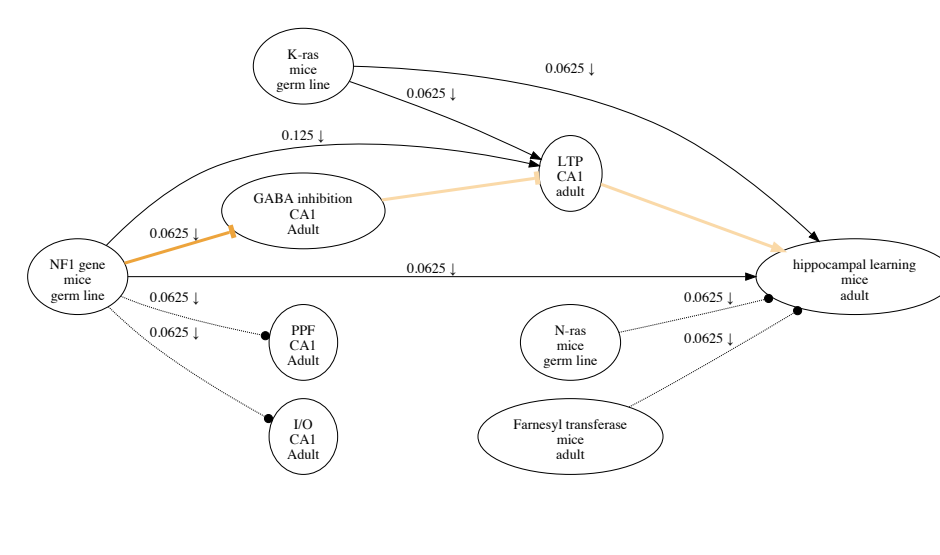 K-ras
mice
germ line
0.0625 ↓
0.0625 ↓
0.125 ↓
LTP
CA1
adult
GABA inhibition
CA1
Adult
0.0625 ↓
NF1 gene
mice
germ line
0.0625 ↓
hippocampal learning
mice
adult
0.0625 ↓
0.0625 ↓
0.0625 ↓
0.0625 ↓
PPF
CA1
Adult
N-ras
mice
germ line
I/O
CA1
Adult
Farnesyl transferase
mice
adult